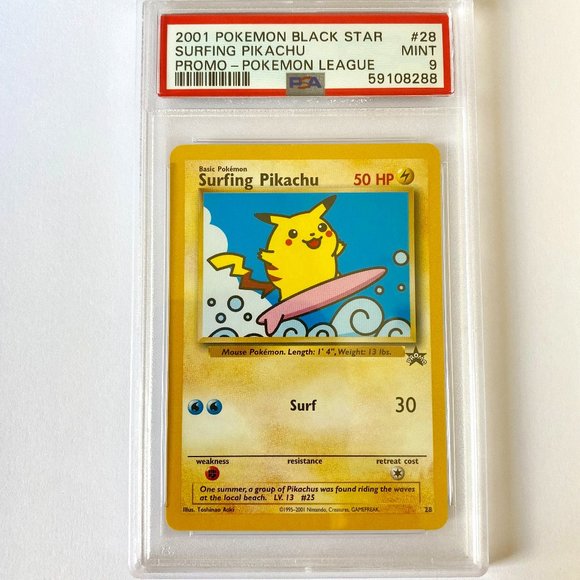 2001 POKEMON BLACK STAR #28
SURFING PIKACHU MINT
PROMO - POKEMON LEAGUE 9
PSA 59108288
Basic Pokémon
Surfing Pikachu 50 HP
Mouse Pokémon. Length: 1' 4", Weight: 13 lbs.
PROMO
Surf 30
weakness resistance retreat cost
One summer, a group of Pikachus was found riding the waves
at the local beach. LV. 13 #25
Illus. Toshinao Aoki ©1995-2001 Nintendo, Creatures, GAMEFREAK. 28